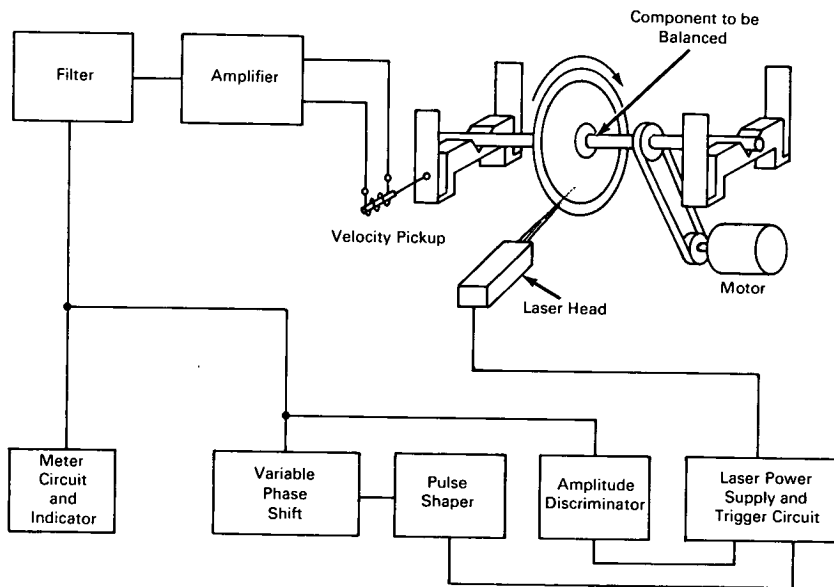 Component to be
Balanced
Filter
Amplifier
Velocity Pickup
Motor
Laser Head
Meter
Circuit
and
Indicator
Variable
Phase
Shift
Pulse
Shaper
Amplitude
Discriminator
Laser Power
Supply and
Trigger Circuit